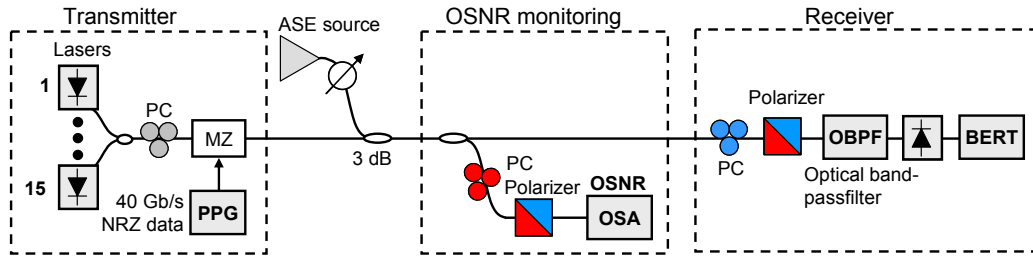 Transmitter
OSNR monitoring
Receiver
ASE source
Lasers
1
15
PC
MZ
40 Gb/s
NRZ data
PPG
3 dB
PC
Polarizer
OSNR
OSA
PC
Polarizer
OBPF
BERT
Optical band-
passfilter